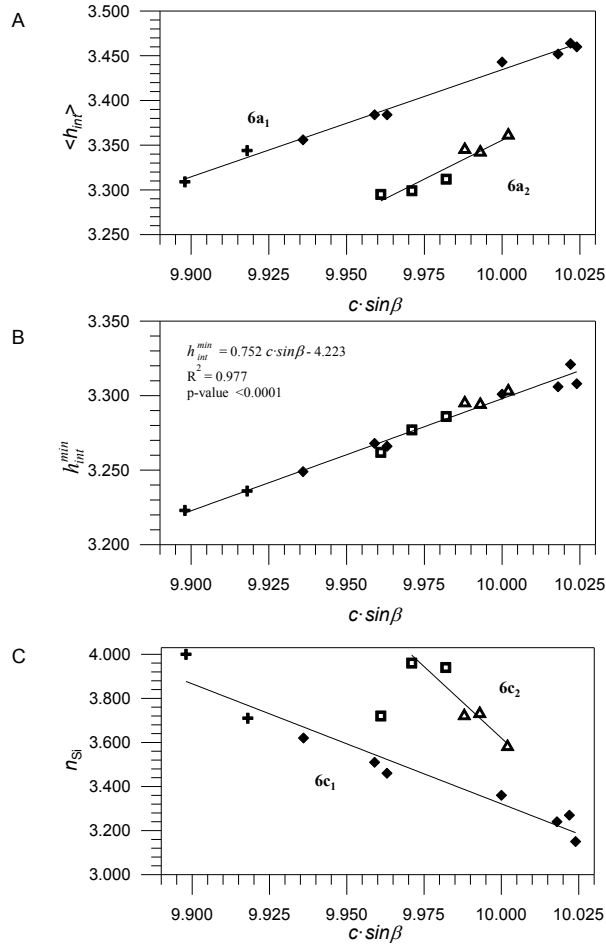 A
3.500
3.450
3.400
3.350
3.300
3.250
<h_int>
6a₁
6a₂
9.900 9.925 9.950 9.975 10.000 10.025
c·sinβ
B
3.350
3.300
3.250
3.200
h_int^min
h_int^min = 0.752 c·sinβ - 4.223
R² = 0.977
p-value <0.0001
9.900 9.925 9.950 9.975 10.000 10.025
c·sinβ
C
4.000
3.800
3.600
3.400
3.200
3.000
n_Si
6c₂
6c₁
9.900 9.925 9.950 9.975 10.000 10.025
c·sinβ